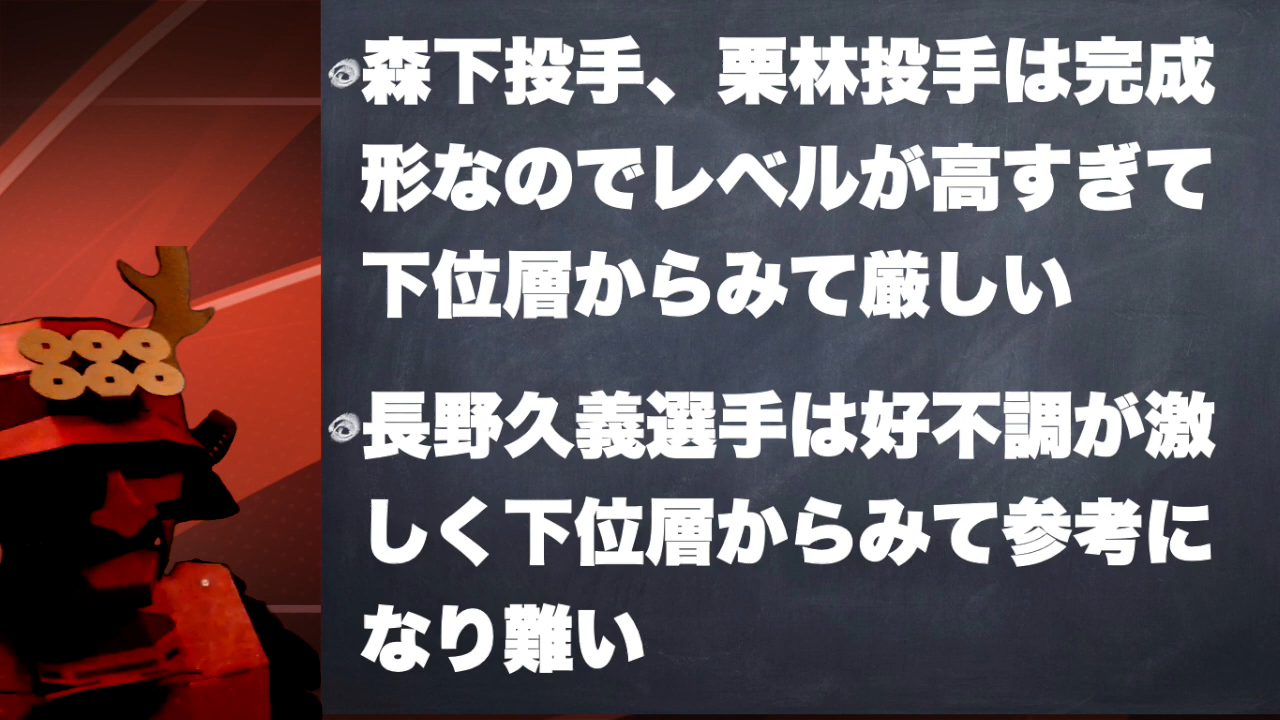 森下投手、栗林投手は完成
形なのでレベルが高すぎて
下位層からみて厳しい
長野久義選手は好不調が激
しく下位層からみて参考に
なり難い